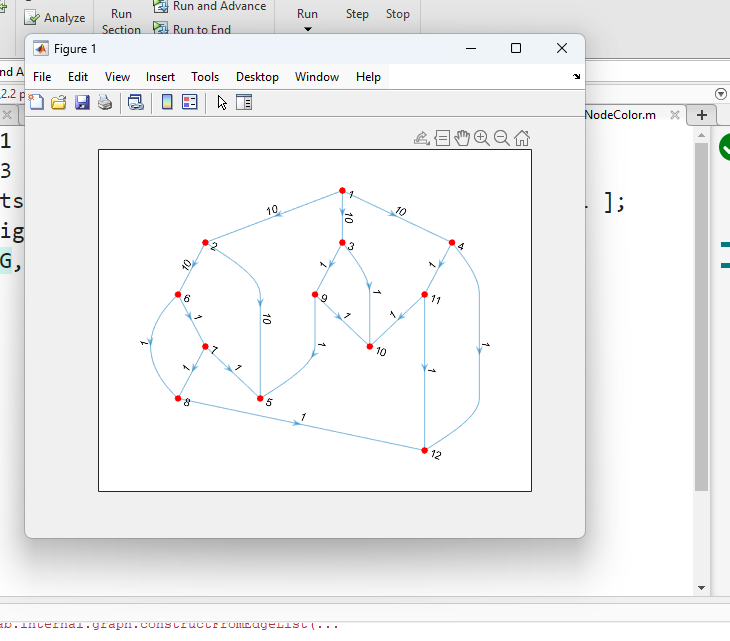 Run and Advance
Analyze
Run
Section
Run to End
Run
Step
Stop
Figure 1
File Edit View Insert Tools Desktop Window Help
nd A
2.2 p
NodeColor.m
1
3
ts
];
ig
G,
1
10
10
10
2
3
4
10
1
1
1
1
6
10
9
11
1
1
1
1
7
10
1
1
1
1
1
8
5
1
12
ab.internal.graph.constructFromEdgeList(...